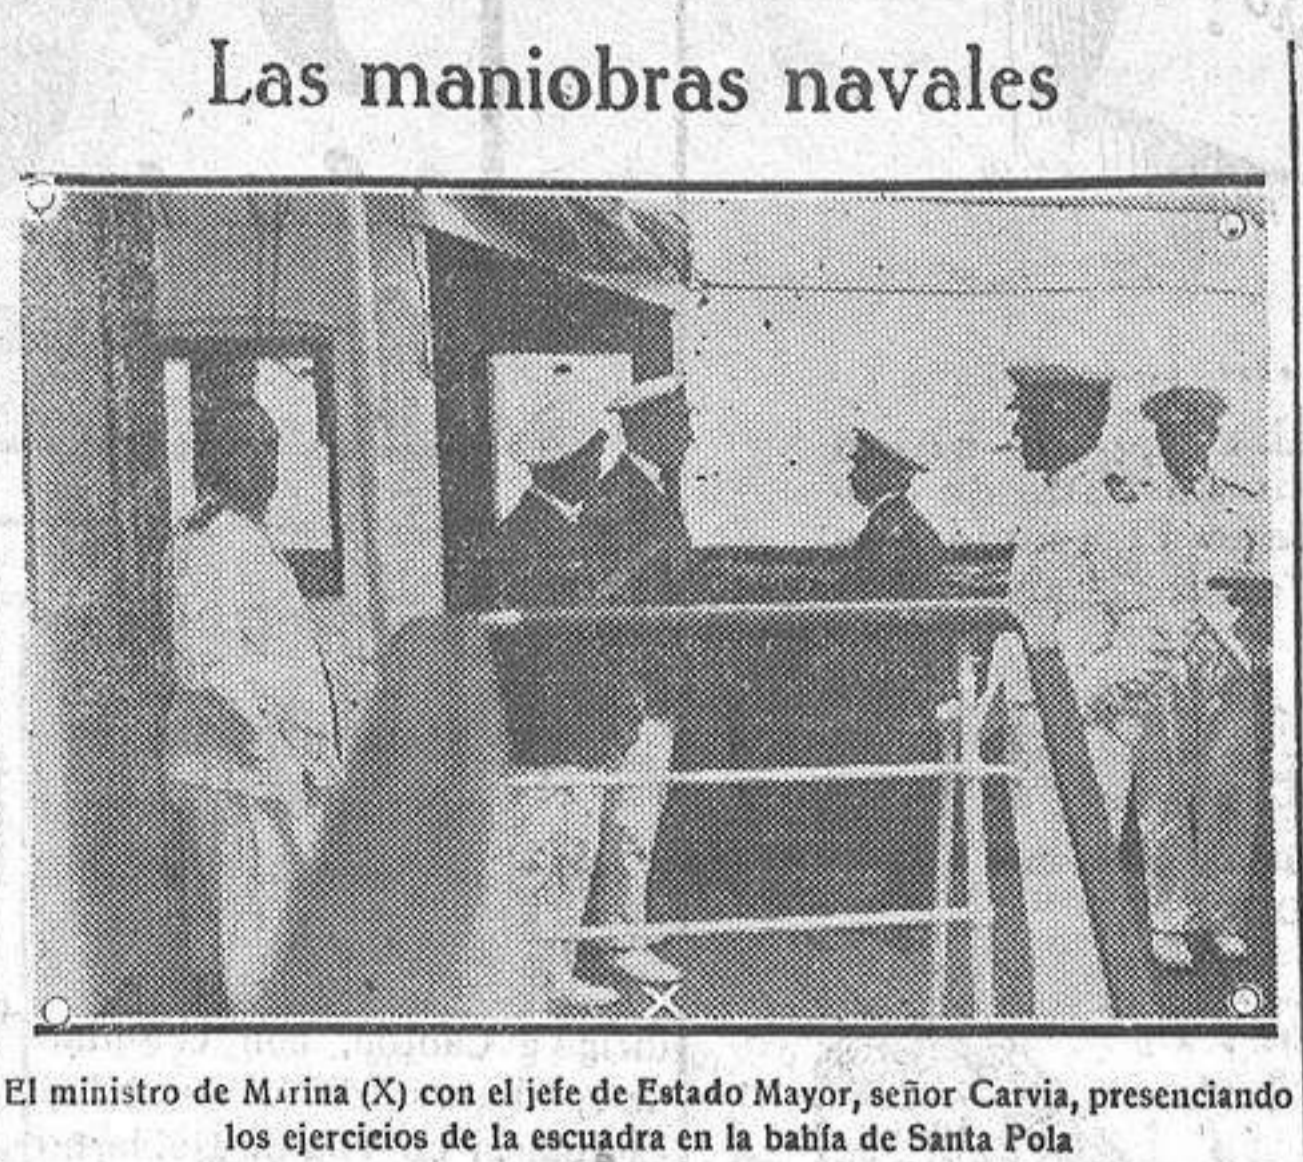 Las maniobras navales
X
El ministro de Marina (X) con el jefe de Estado Mayor, señor Carvia, presenciando
los ejercicios de la escuadra en la bahía de Santa Pola